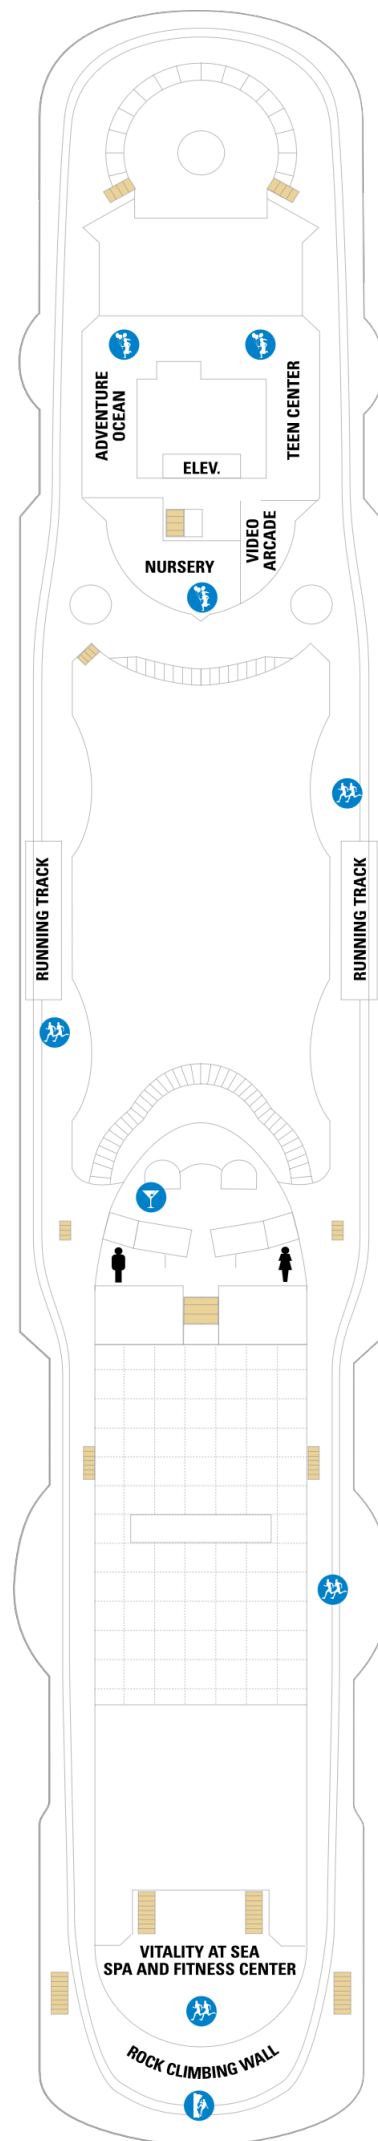 ADVENTURE
OCEAN
TEEN CENTER
ELEV.
VIDEO
ARCADE
NURSERY
RUNNING TRACK
RUNNING TRACK
VITALITY AT SEA
SPA AND FITNESS CENTER
ROCK CLIMBING WALL